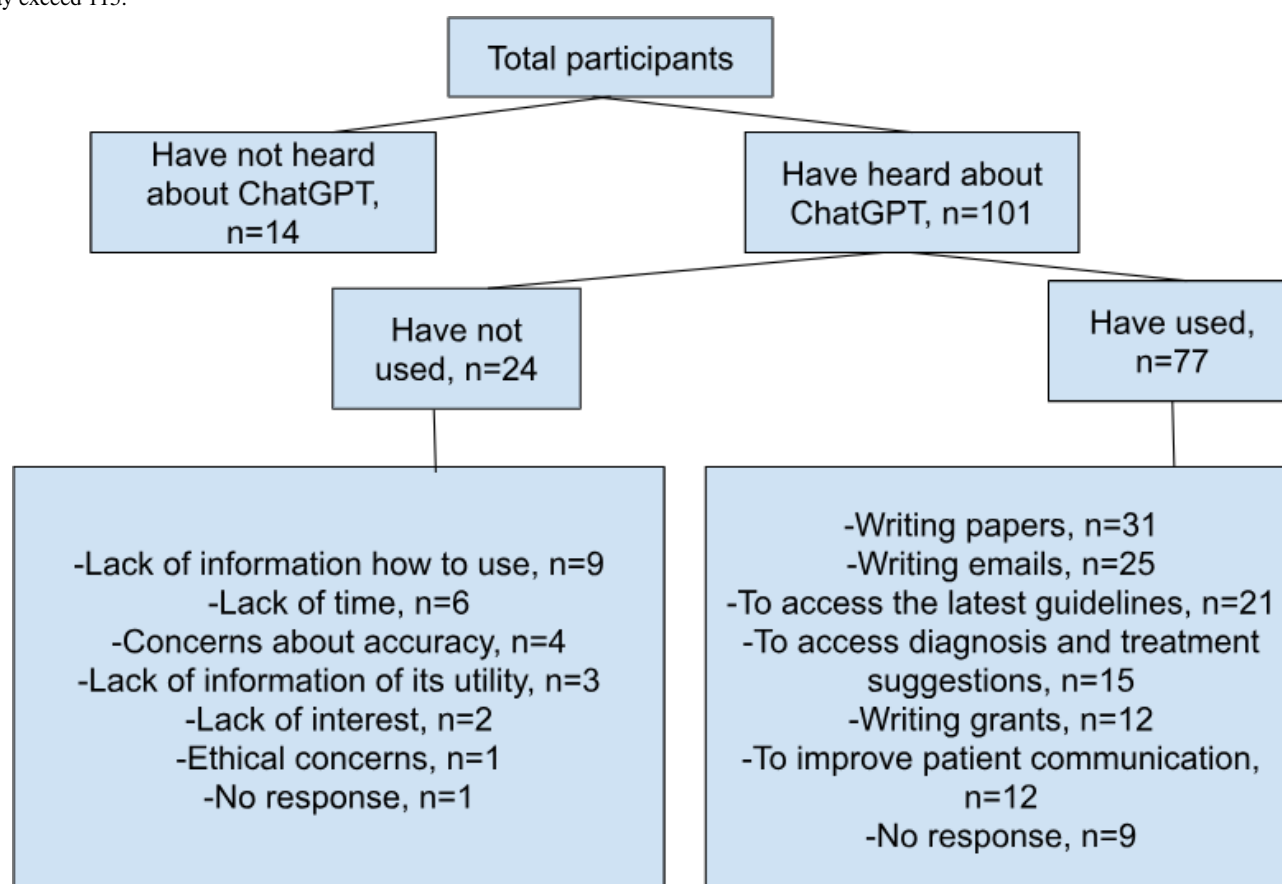 exceed 115.
Total participants
Have not heard
about ChatGPT,
n=14
Have heard about
ChatGPT, n=101
Have not
used, n=24
Have used,
n=77
-Lack of information how to use, n=9
-Lack of time, n=6
-Concerns about accuracy, n=4
-Lack of information of its utility, n=3
-Lack of interest, n=2
-Ethical concerns, n=1
-No response, n=1
-Writing papers, n=31
-Writing emails, n=25
-To access the latest guidelines, n=21
-To access diagnosis and treatment
suggestions, n=15
-Writing grants, n=12
-To improve patient communication,
n=12
-No response, n=9